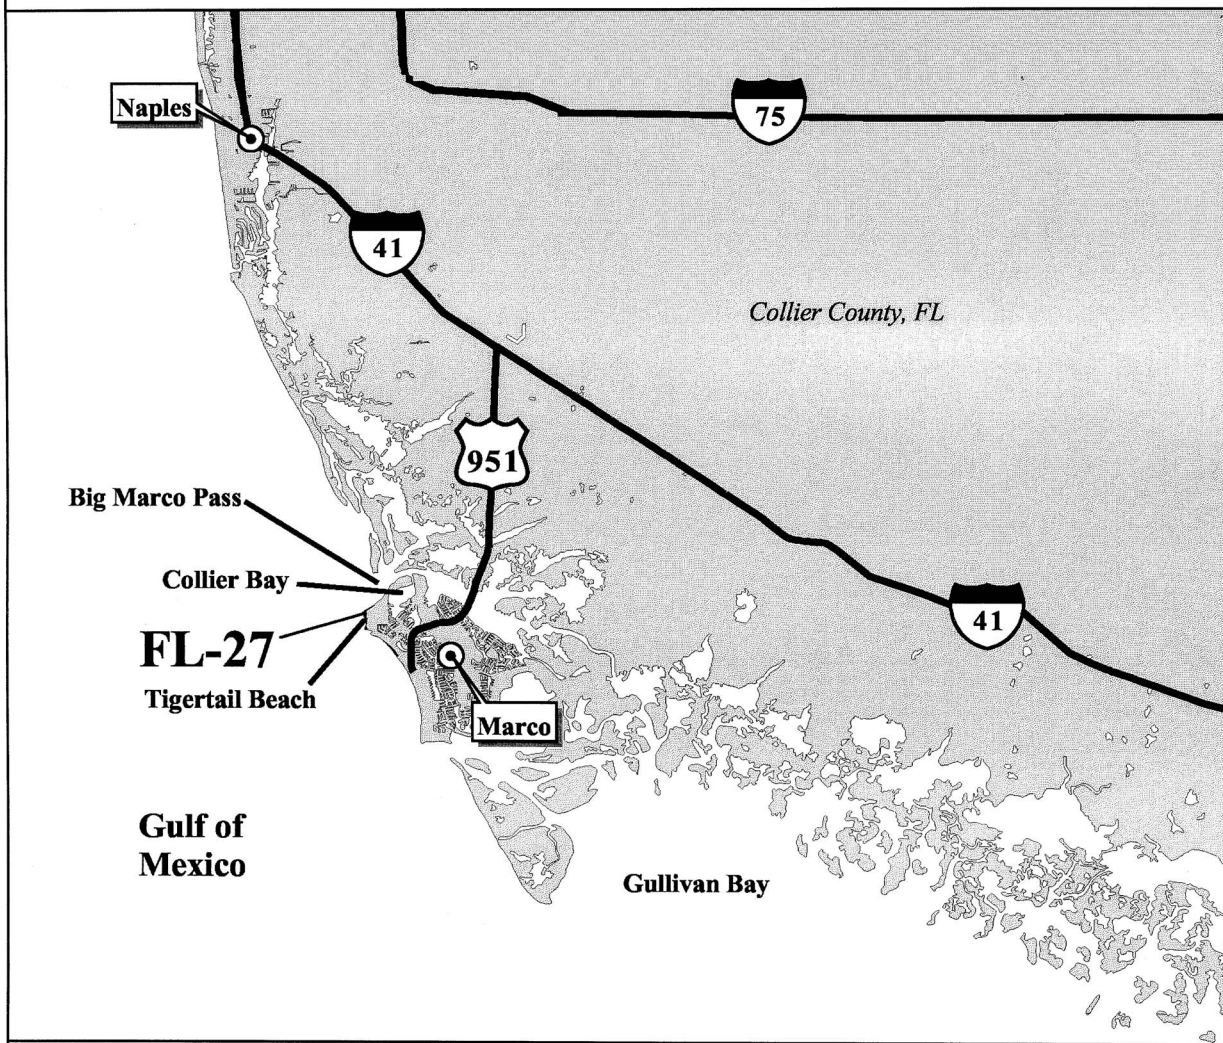 Naples
75
41
Collier County, FL
951
Big Marco Pass
Collier Bay
41
FL-27
Tigertail Beach
Marco
Gulf of
Mexico
Gullivan Bay